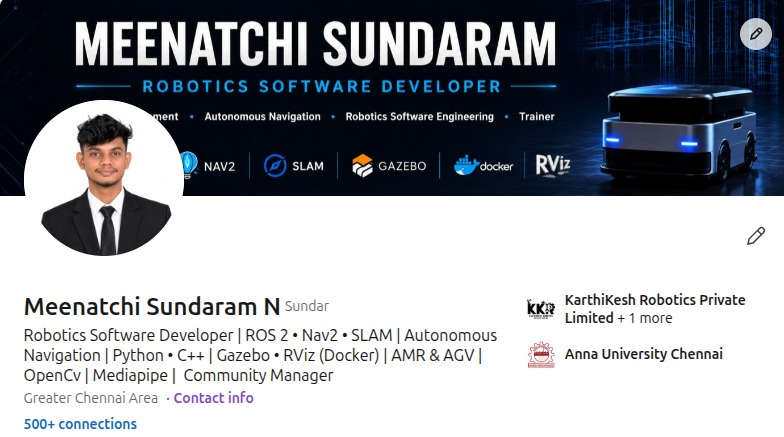 MEENATCHI SUNDARAM
ROBOTICS SOFTWARE DEVELOPER
ment • Autonomous Navigation • Robotics Software Engineering • Trainer
NAV2 SLAM GAZEBO docker RViz
Meenatchi Sundaram N Sundar
Robotics Software Developer | ROS 2 • Nav2 • SLAM | Autonomous
Navigation | Python • C++ | Gazebo • RViz (Docker) | AMR & AGV |
OpenCv | Mediapipe | Community Manager
Greater Chennai Area · Contact info
500+ connections
KKR
KarthiKesh Robotics Private
Limited + 1 more
Anna University Chennai